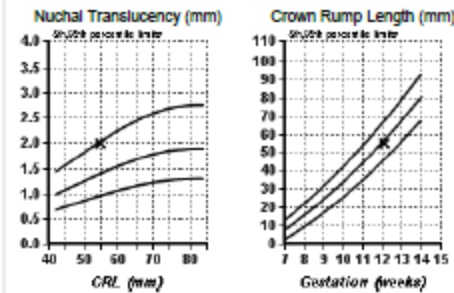 Nuchal Translucency (mm)
5th,95th percentile limits
4.0
3.5
3.0
2.5
2.0
1.5
1.0
0.5
0.0
40 50 60 70 80
CRL (mm)
Crown Rump Length (mm)
5th,95th percentile limits
110
100
90
80
70
60
50
40
30
20
10
0
7 8 9 10 11 12 13 14 15
Gestation (weeks)